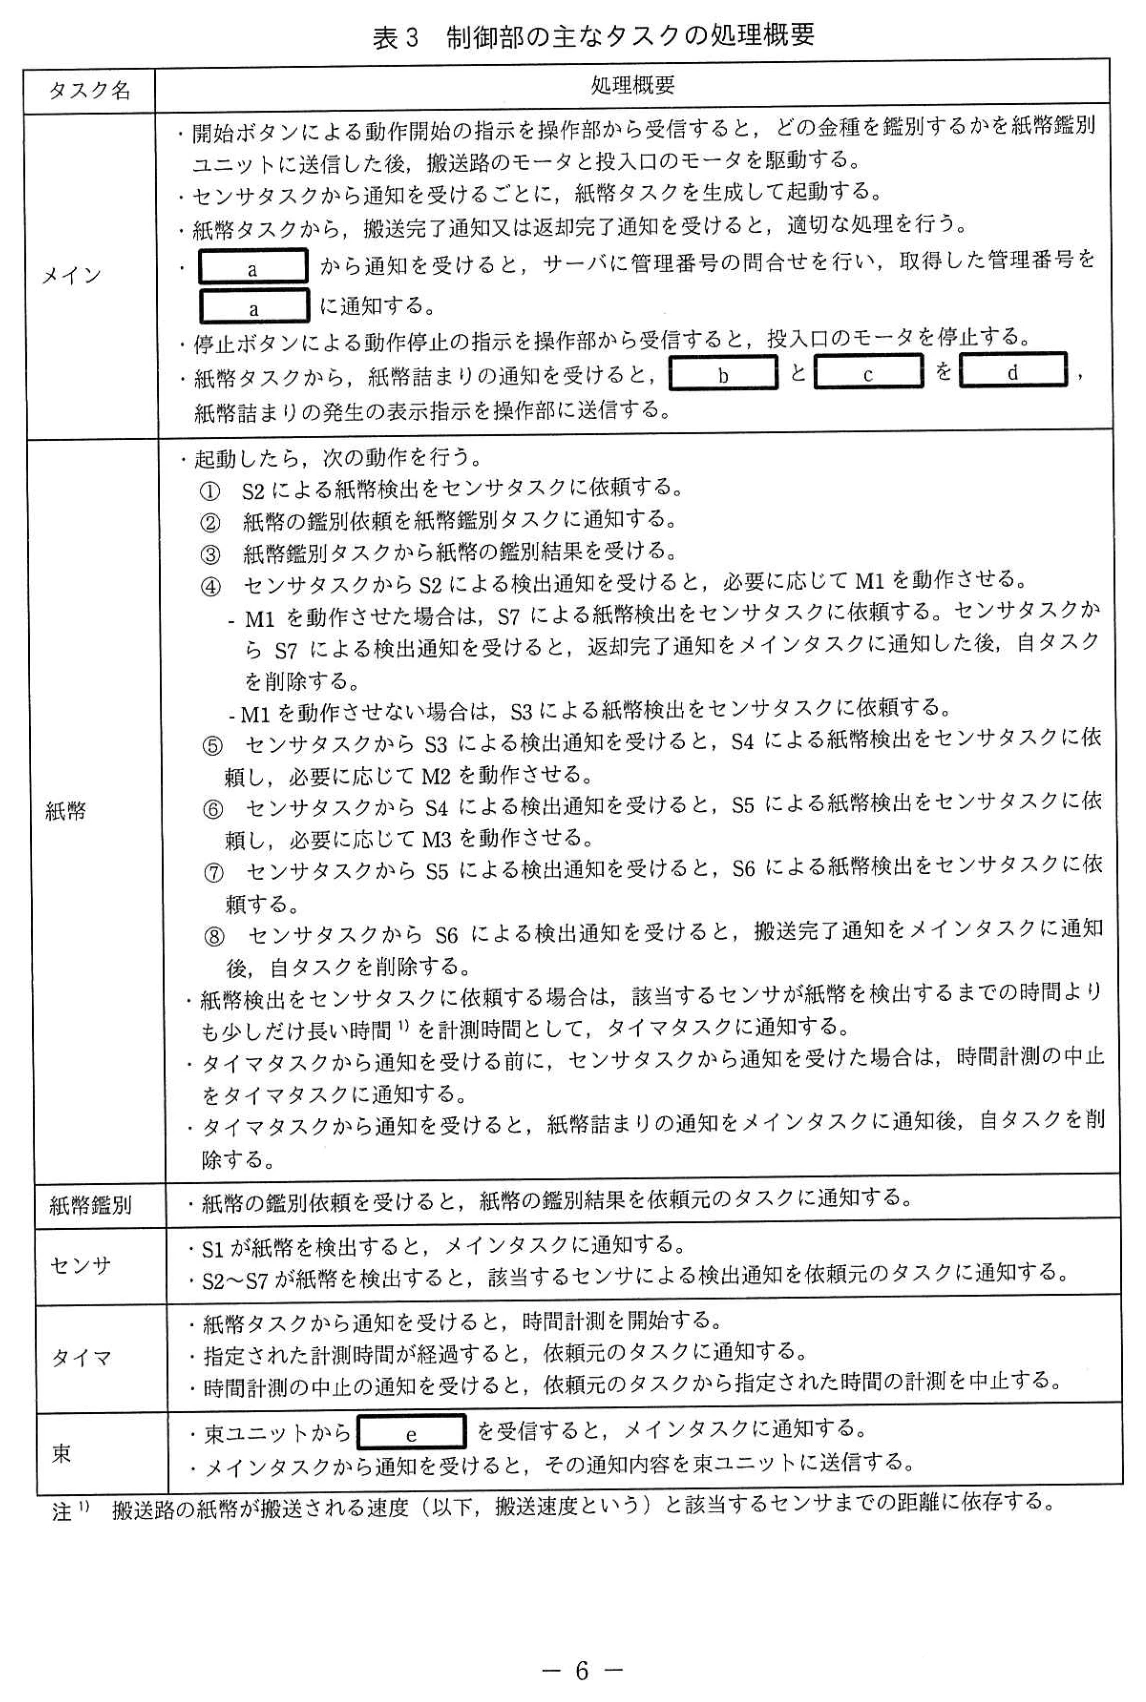 表3　制御部の主なタスクの処理概要
タスク名
処理概要
メイン
・開始ボタンによる動作開始の指示を操作部から受信すると，どの金種を鑑別するかを紙幣鑑別
ユニットに送信した後，搬送路のモータと投入口のモータを駆動する。
・センサタスクから通知を受けるごとに，紙幣タスクを生成して起動する。
・紙幣タスクから，搬送完了通知又は返却完了通知を受けると，適切な処理を行う。
・ a から通知を受けると，サーバに管理番号の問合せを行い，取得した管理番号を
a に通知する。
・停止ボタンによる動作停止の指示を操作部から受信すると，投入口のモータを停止する。
・紙幣タスクから，紙幣詰まりの通知を受けると， b と c を d ，
紙幣詰まりの発生の表示指示を操作部に送信する。
紙幣
・起動したら，次の動作を行う。
① S2による紙幣検出をセンサタスクに依頼する。
② 紙幣の鑑別依頼を紙幣鑑別タスクに通知する。
③ 紙幣鑑別タスクから紙幣の鑑別結果を受ける。
④ センサタスクからS2による検出通知を受けると，必要に応じてM1を動作させる。
- M1を動作させた場合は，S7による紙幣検出をセンサタスクに依頼する。センサタスクか
らS7による検出通知を受けると，返却完了通知をメインタスクに通知した後，自タスク
を削除する。
- M1を動作させない場合は，S3による紙幣検出をセンサタスクに依頼する。
⑤ センサタスクからS3による検出通知を受けると，S4による紙幣検出をセンサタスクに依
頼し，必要に応じてM2を動作させる。
⑥ センサタスクからS4による検出通知を受けると，S5による紙幣検出をセンサタスクに依
頼し，必要に応じてM3を動作させる。
⑦ センサタスクからS5による検出通知を受けると，S6による紙幣検出をセンサタスクに依
頼する。
⑧ センサタスクからS6による検出通知を受けると，搬送完了通知をメインタスクに通知
後，自タスクを削除する。
・紙幣検出をセンサタスクに依頼する場合は，該当するセンサが紙幣を検出するまでの時間より
も少しだけ長い時間1)を計測時間として，タイマタスクに通知する。
・タイマタスクから通知を受ける前に，センサタスクから通知を受けた場合は，時間計測の中止
をタイマタスクに通知する。
・タイマタスクから通知を受けると，紙幣詰まりの通知をメインタスクに通知後，自タスクを削
除する。
紙幣鑑別
・紙幣の鑑別依頼を受けると，紙幣の鑑別結果を依頼元のタスクに通知する。
センサ
・S1が紙幣を検出すると，メインタスクに通知する。
・S2～S7が紙幣を検出すると，該当するセンサによる検出通知を依頼元のタスクに通知する。
タイマ
・紙幣タスクから通知を受けると，時間計測を開始する。
・指定された計測時間が経過すると，依頼元のタスクに通知する。
・時間計測の中止の通知を受けると，依頼元のタスクから指定された時間の計測を中止する。
束
・束ユニットから e を受信すると，メインタスクに通知する。
・メインタスクから通知を受けると，その通知内容を束ユニットに送信する。
注1) 搬送路の紙幣が搬送される速度（以下，搬送速度という）と該当するセンサまでの距離に依存する。
－ 6 －